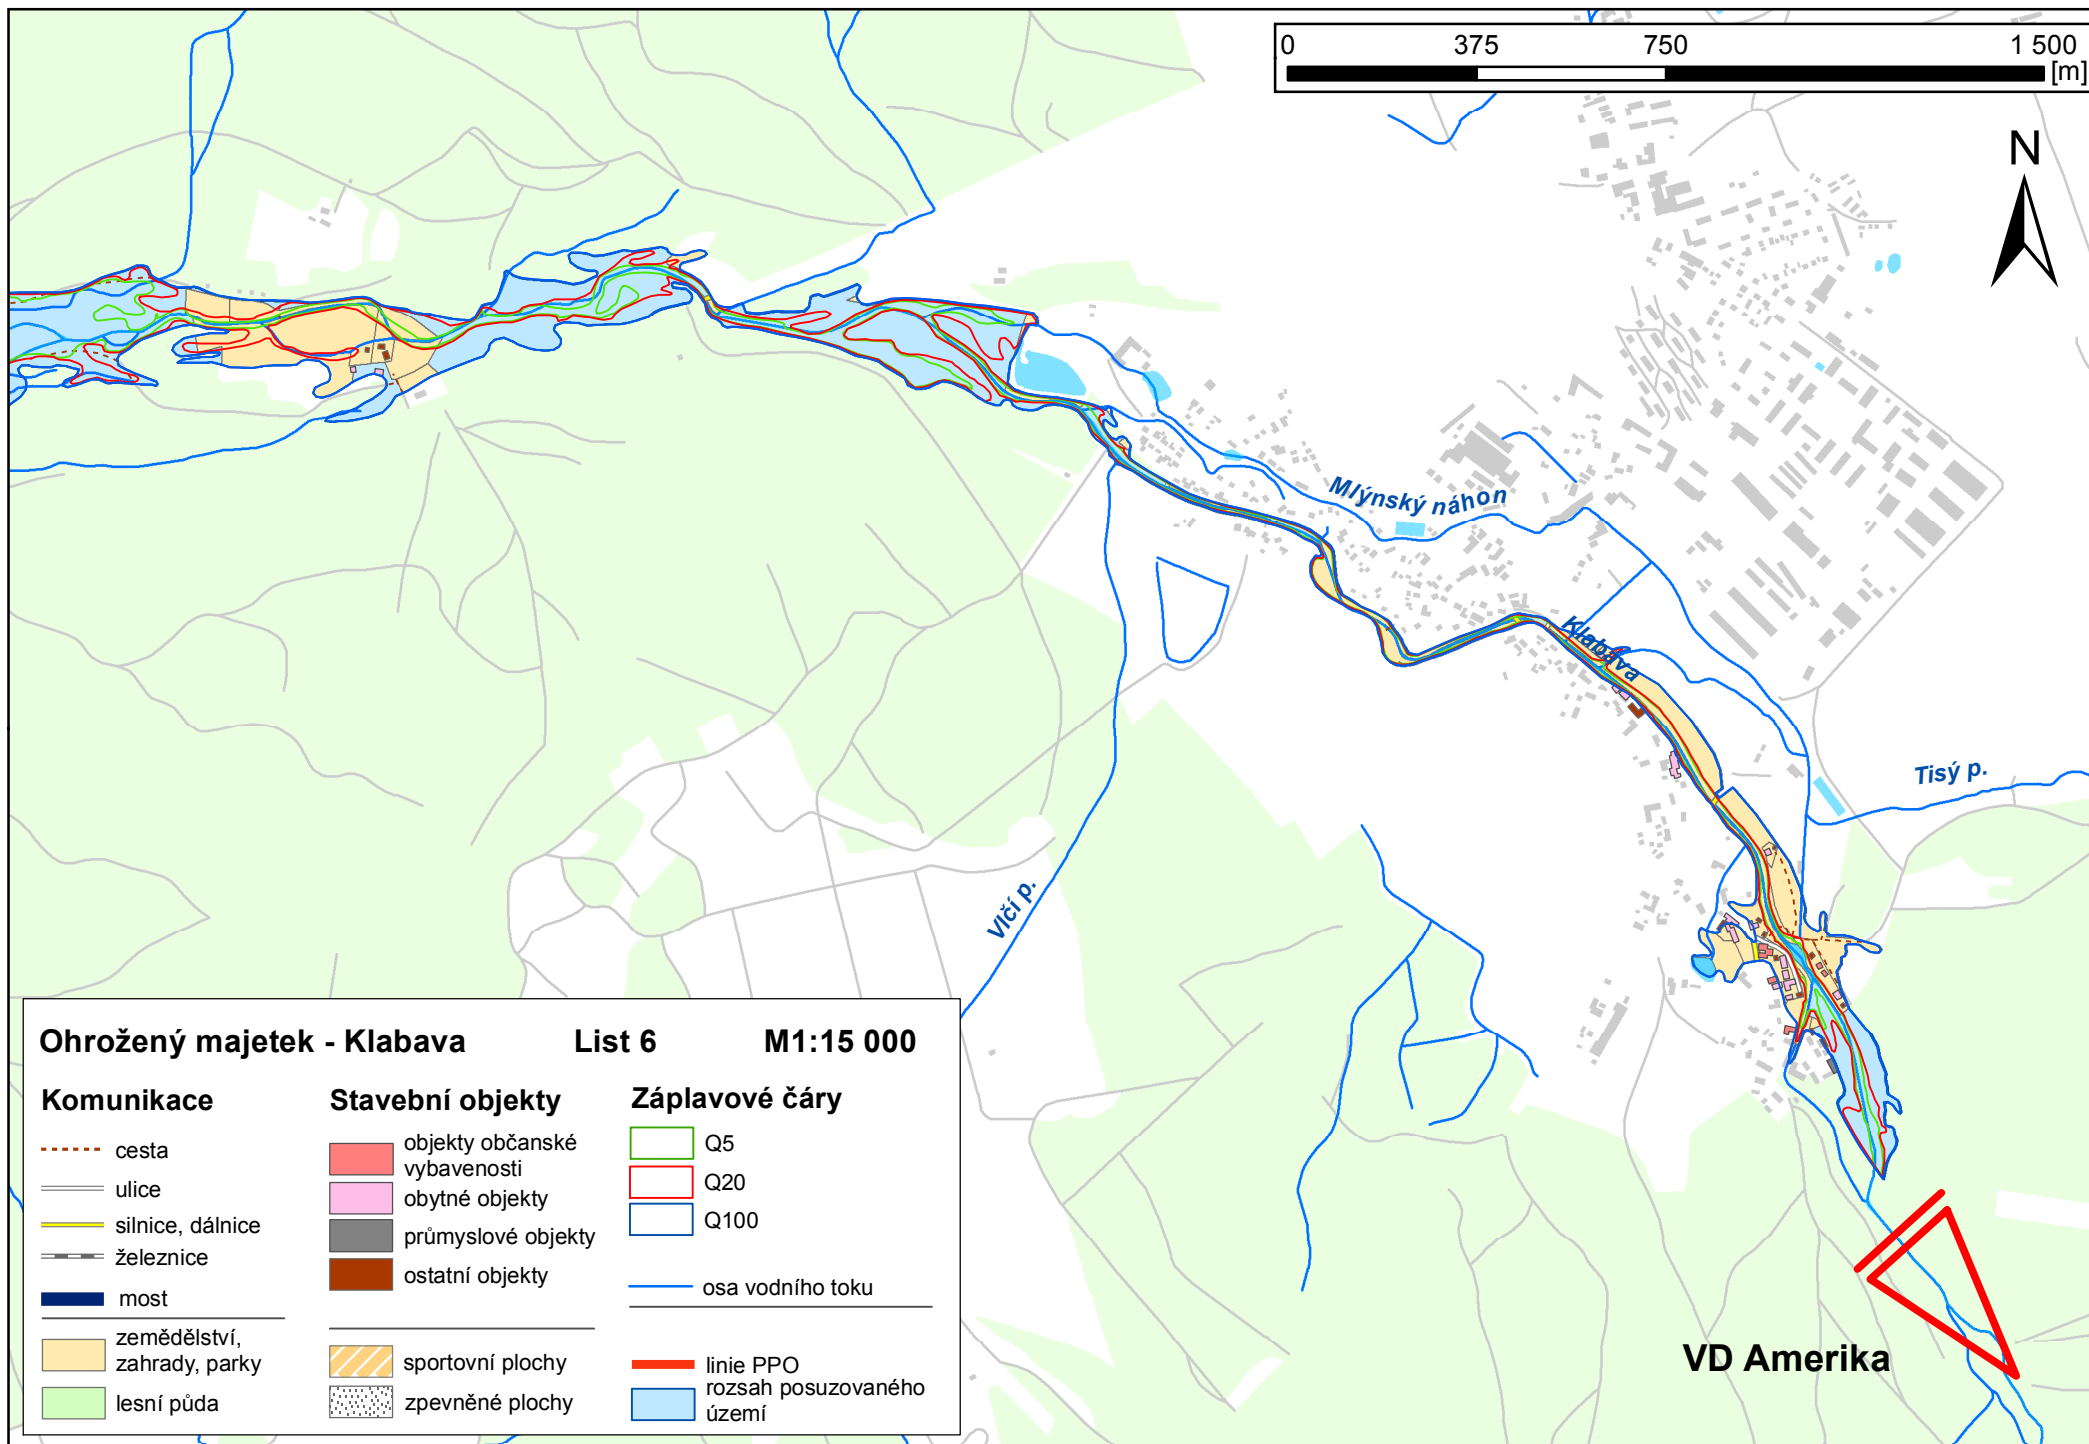 0 375 750 1 500
[m]
N
Mlýnský náhon
Klabava
Tisý p.
Vlčí p.
VD Amerika
Ohrožený majetek - Klabava List 6 M1:15 000
Komunikace
cesta
ulice
silnice, dálnice
železnice
most
zemědělství,
zahrady, parky
lesní půda
Stavební objekty
objekty občanské
vybavenosti
obytné objekty
průmyslové objekty
ostatní objekty
sportovní plochy
zpevněné plochy
Záplavové čáry
Q5
Q20
Q100
osa vodního toku
linie PPO
rozsah posuzovaného
území